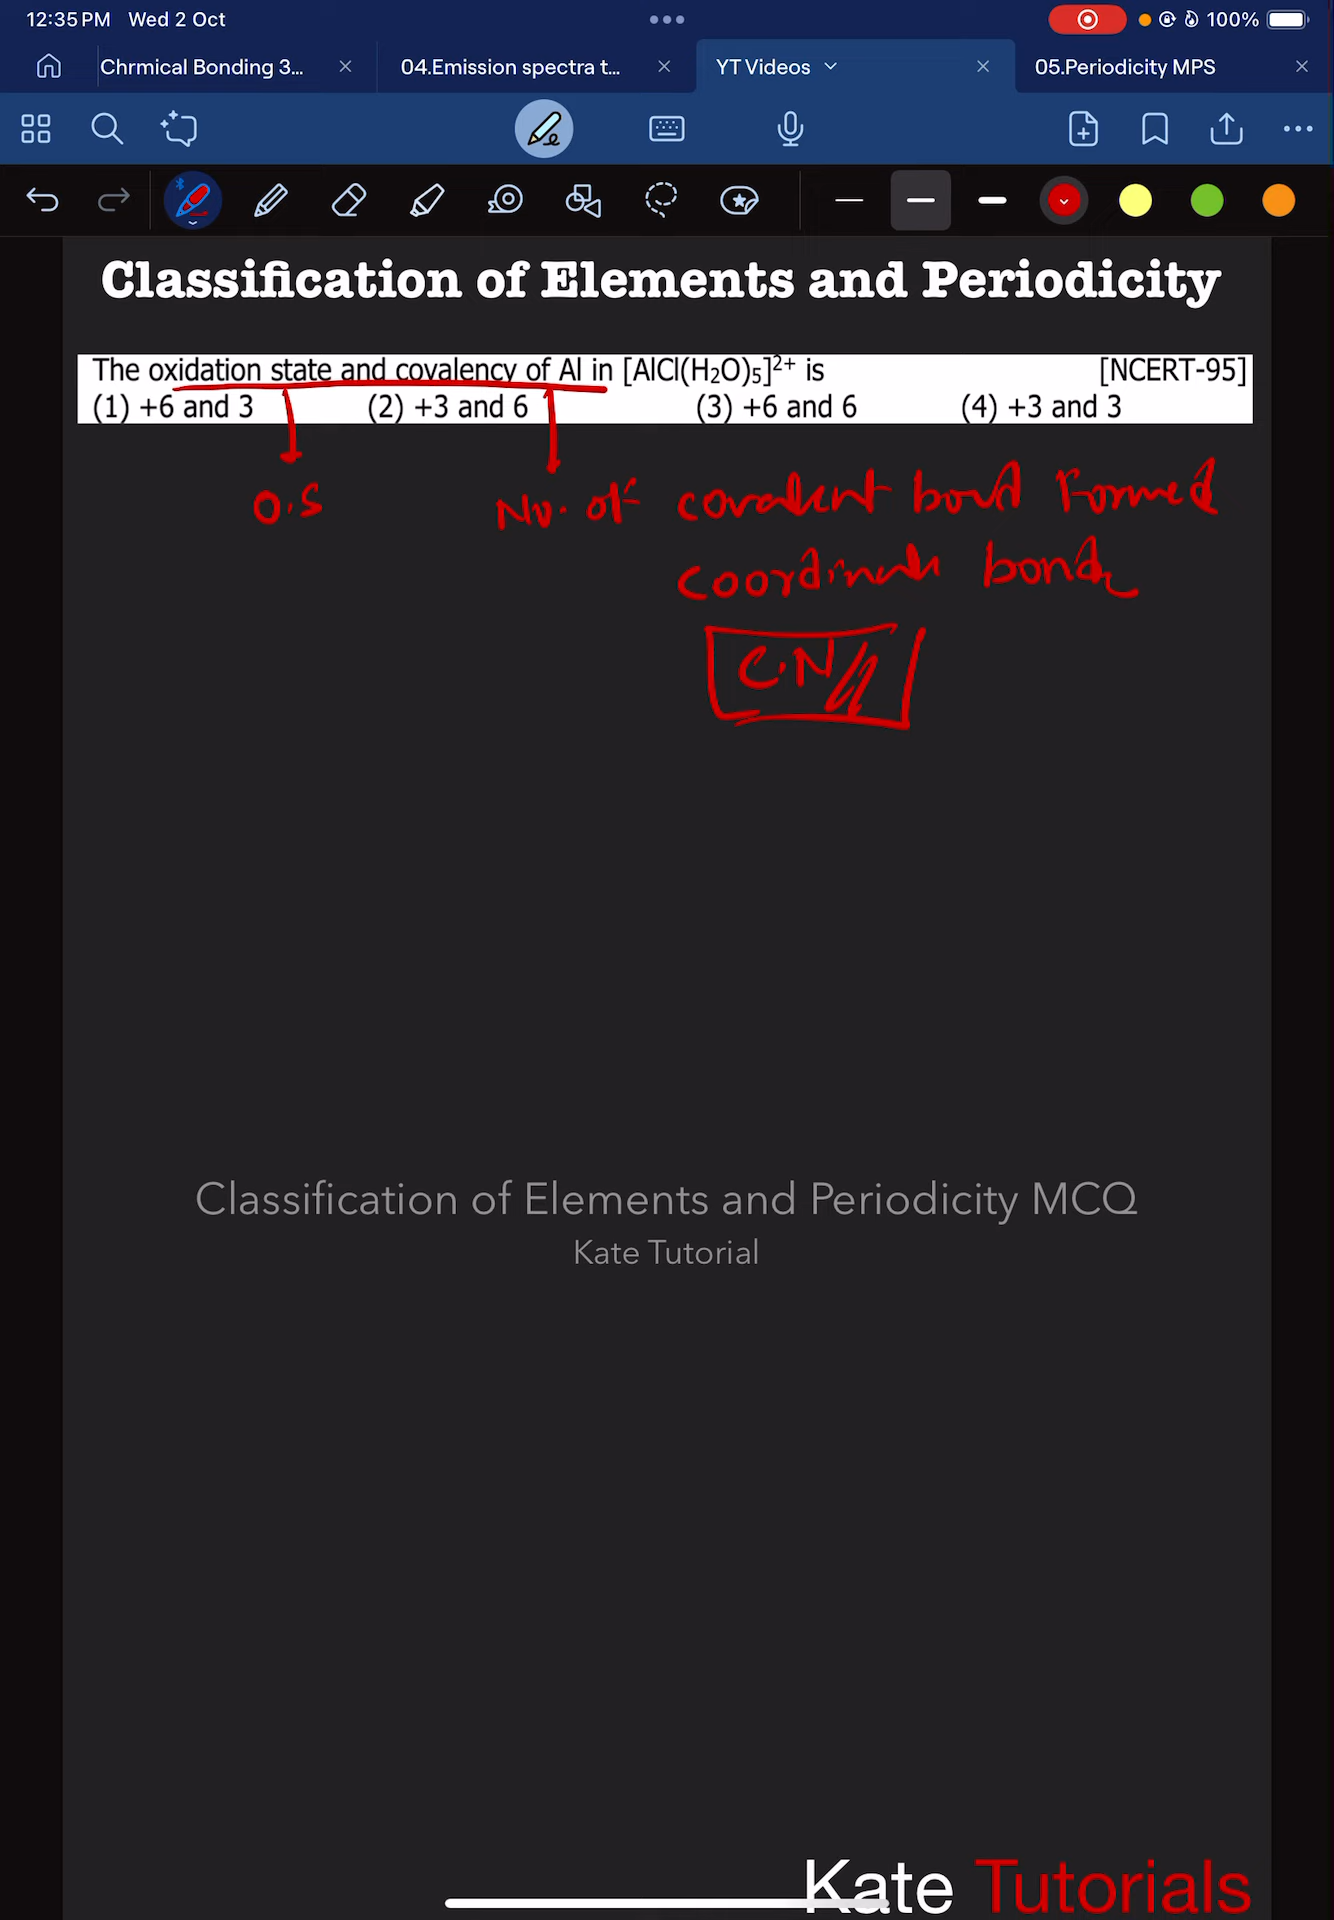 12:35 PM Wed 2 Oct 100%
Chrmical Bonding 3... 04.Emission spectra t... YT Videos 05.Periodicity MPS
Classification of Elements and Periodicity
The oxidation state and covalency of Al in [AlCl(H₂O)₅]²⁺ is [NCERT-95]
(1) +6 and 3 (2) +3 and 6 (3) +6 and 6 (4) +3 and 3
O.S No. of covalent bond Formed
coordinate bond
C.N
Classification of Elements and Periodicity MCQ
Kate Tutorial
Kate Tutorials